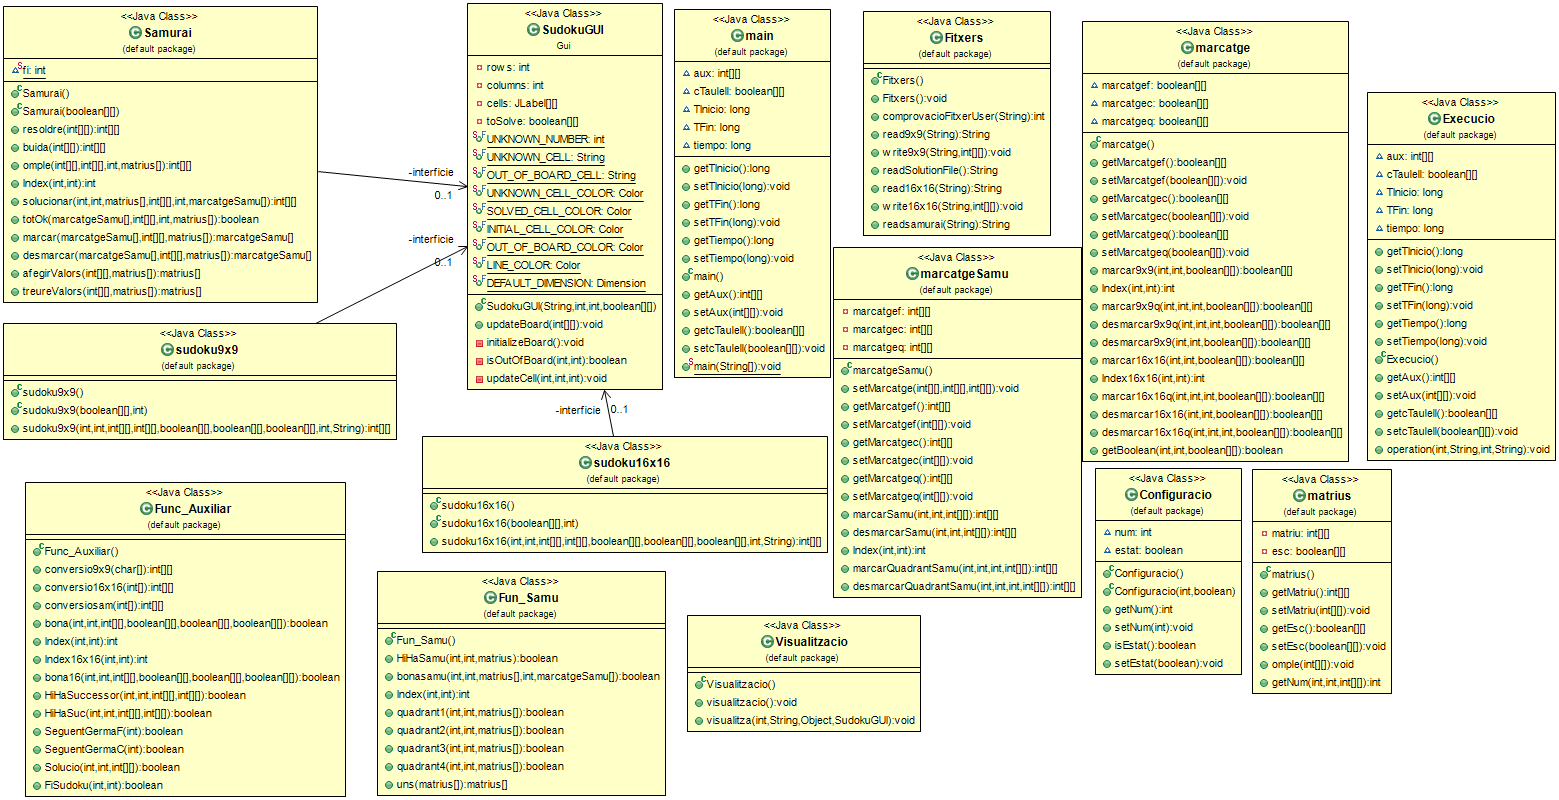 <<Java Class>>
Samurai
(default package)
fi: int
Samurai()
Samurai(boolean[][])
resoldre(int[][]):int[][]
buida(int[][]):int[][]
omple(int[][],int[][],int,matrius[]):int[][]
Index(int,int):int
solucionar(int,int,matrius[],int[][],int,marcatgeSamu[]):int[][]
totOk(marcatgeSamu[],int[][],int,matrius[]):boolean
marcar(marcatgeSamu[],int[][],matrius[]):marcatgeSamu[]
desmarcar(marcatgeSamu[],int[][],matrius[]):marcatgeSamu[]
afegirValors(int[][],matrius[]):matrius[]
treureValors(int[][],matrius[]):matrius[]
<<Java Class>>
sudoku9x9
(default package)
sudoku9x9()
sudoku9x9(boolean[][],int)
sudoku9x9(int,int,int[][],int[][],boolean[][],boolean[][],boolean[][],int,String):int[][]
-interficie
0..1
-interficie
0..1
<<Java Class>>
SudokuGUI
Gui
rows: int
columns: int
cells: JLabel[][]
toSolve: boolean[][]
UNKNOWN_NUMBER: int
UNKNOWN_CELL: String
OUT_OF_BOARD_CELL: String
UNKNOWN_CELL_COLOR: Color
SOLVED_CELL_COLOR: Color
INITIAL_CELL_COLOR: Color
OUT_OF_BOARD_COLOR: Color
LINE_COLOR: Color
DEFAULT_DIMENSION: Dimension
SudokuGUI(String,int,int,boolean[][])
updateBoard(int[][]):void
initializeBoard():void
isOutOfBoard(int,int):boolean
updateCell(int,int,int):void
-interficie
0..1
<<Java Class>>
sudoku16x16
(default package)
sudoku16x16()
sudoku16x16(boolean[][],int)
sudoku16x16(int,int,int[][],int[][],boolean[][],boolean[][],boolean[][],int,String):int[][]
<<Java Class>>
main
(default package)
aux: int[][]
cTaulell: boolean[][]
TInicio: long
TFin: long
tiempo: long
getTInicio():long
setTInicio(long):void
getTFin():long
setTFin(long):void
getTiempo():long
setTiempo(long):void
main()
getAux():int[][]
setAux(int[][]):void
getcTaulell():boolean[][]
setcTaulell(boolean[][]):void
main(String[]):void
<<Java Class>>
Fitxers
(default package)
Fitxers()
Fitxers():void
comprovacioFitxerUser(String):int
read9x9(String):String
write9x9(String,int[][]):void
readSolutionFile():String
read16x16(String):String
write16x16(String,int[][]):void
readsamurai(String):String
<<Java Class>>
marcatgeSamu
(default package)
marcatgef: int[][]
marcatgec: int[][]
marcatgeq: int[][]
marcatgeSamu()
setMarcatge(int[][],int[][],int[][]):void
getMarcatgef():int[][]
setMarcatgef(int[][]):void
getMarcatgec():int[][]
setMarcatgec(int[][]):void
getMarcatgeq():int[][]
setMarcatgeq(int[][]):void
marcarSamu(int,int,int[][]):int[][]
desmarcarSamu(int,int,int[][]):int[][]
Index(int,int):int
marcarQuadrantSamu(int,int,int,int[][]):int[][]
desmarcarQuadrantSamu(int,int,int,int[][]):int[][]
<<Java Class>>
marcatge
(default package)
marcatgef: boolean[][]
marcatgec: boolean[][]
marcatgeq: boolean[][]
marcatge()
getMarcatgef():boolean[][]
setMarcatgef(boolean[][]):void
getMarcatgec():boolean[][]
setMarcatgec(boolean[][]):void
getMarcatgeq():boolean[][]
setMarcatgeq(boolean[][]):void
marcar9x9(int,int,boolean[][]):boolean[][]
Index(int,int):int
marcar9x9q(int,int,int,boolean[][]):boolean[][]
desmarcar9x9q(int,int,int,boolean[][]):boolean[][]
desmarcar9x9(int,int,boolean[][]):boolean[][]
marcar16x16(int,int,boolean[][]):boolean[][]
Index16x16(int,int):int
marcar16x16q(int,int,int,boolean[][]):boolean[][]
desmarcar16x16(int,int,boolean[][]):boolean[][]
desmarcar16x16q(int,int,int,boolean[][]):boolean[][]
getBoolean(int,int,boolean[][]):boolean
<<Java Class>>
Execucio
(default package)
aux: int[][]
cTaulell: boolean[][]
TInicio: long
TFin: long
tiempo: long
getTInicio():long
setTInicio(long):void
getTFin():long
setTFin(long):void
getTiempo():long
setTiempo(long):void
Execucio()
getAux():int[][]
setAux(int[][]):void
getcTaulell():boolean[][]
setcTaulell(boolean[][]):void
operation(int,String,int,String):void
<<Java Class>>
Configuracio
(default package)
num: int
estat: boolean
Configuracio()
Configuracio(int,boolean)
getNum():int
setNum(int):void
isEstat():boolean
setEstat(boolean):void
<<Java Class>>
matrius
(default package)
matriu: int[][]
esc: boolean[][]
matrius()
getMatriu():int[][]
setMatriu(int[][]):void
getEsc():boolean[][]
setEsc(boolean[][]):void
omple(int[][]):void
getNum(int,int,int[][]):int
<<Java Class>>
Func_Auxiliar
(default package)
Func_Auxiliar()
conversio9x9(char[]):int[][]
conversio16x16(int[]):int[][]
conversiosam(int[]):int[][]
bona(int,int,int[][],boolean[][],boolean[][],boolean[][]):boolean
Index(int,int):int
Index16x16(int,int):int
bona16(int,int,int[][],boolean[][],boolean[][],boolean[][]):boolean
HiHaSuccessor(int,int,int[][],int[][]):boolean
HiHaSuc(int,int,int[][],int[][]):boolean
SeguentGermaF(int):boolean
SeguentGermaC(int):boolean
Solucio(int,int,int[][]):boolean
FiSudoku(int,int):boolean
<<Java Class>>
Fun_Samu
(default package)
Fun_Samu()
HiHaSamu(int,int,matrius):boolean
bonasamu(int,int,matrius[],int,marcatgeSamu[]):boolean
Index(int,int):int
quadrant1(int,int,matrius[]):boolean
quadrant2(int,int,matrius[]):boolean
quadrant3(int,int,matrius[]):boolean
quadrant4(int,int,matrius[]):boolean
uns(matrius[]):matrius[]
<<Java Class>>
Visualitzacio
(default package)
Visualitzacio()
visualitzacio():void
visualitza(int,String,Object,SudokuGUI):void